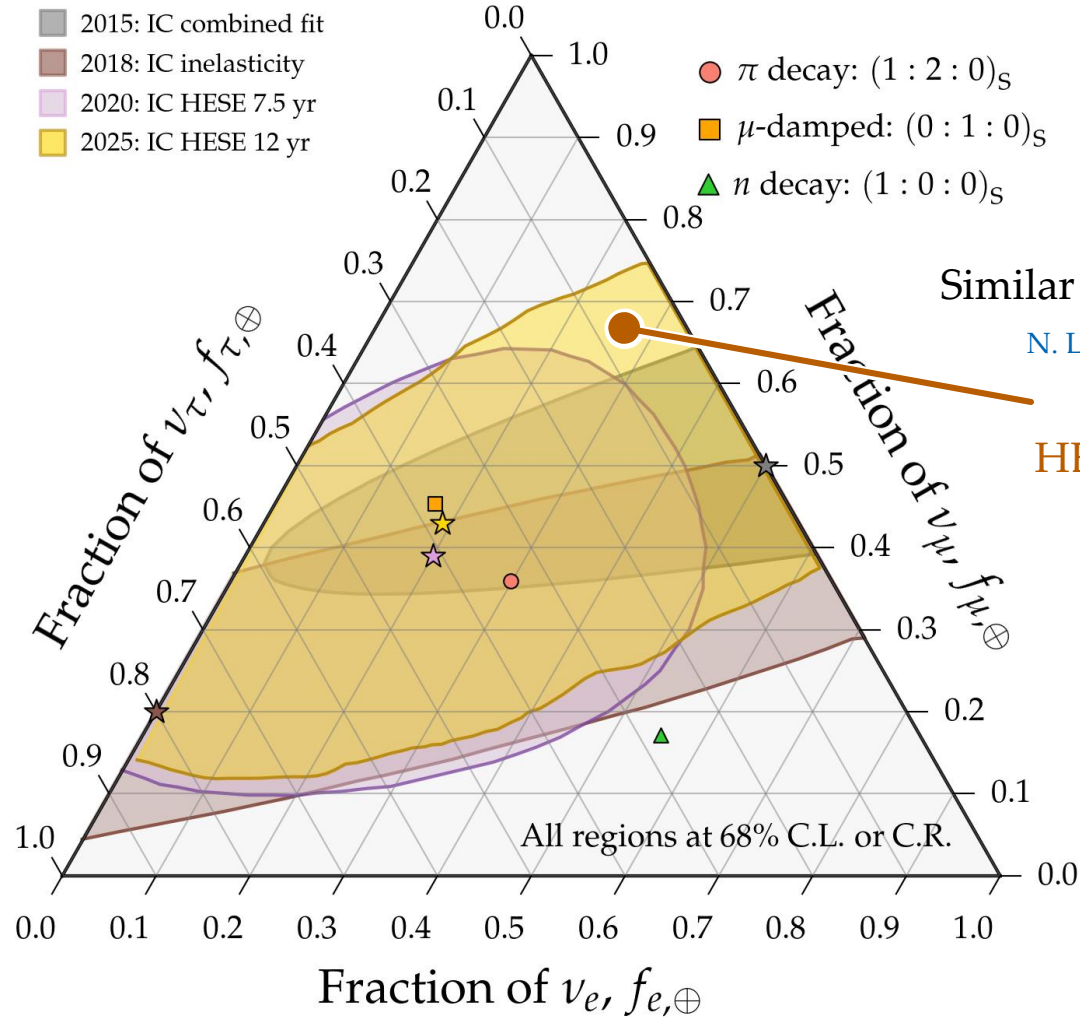 2015: IC combined fit
2018: IC inelasticity
2020: IC HESE 7.5 yr
2025: IC HESE 12 yr
π decay: (1 : 2 : 0)S
μ-damped: (0 : 1 : 0)S
n decay: (1 : 0 : 0)S
0.0
0.1
0.2
0.3
0.4
0.5
0.6
0.7
0.8
0.9
1.0
Fraction of ντ, fτ,⊕
1.0
0.9
0.8
0.7
0.6
0.5
0.4
0.3
0.2
0.1
0.0
Fraction of νμ, fμ,⊕
Similar
N. L
HE
All regions at 68% C.L. or C.R.
0.0 0.1 0.2 0.3 0.4 0.5 0.6 0.7 0.8 0.9 1.0
Fraction of νe, fe,⊕